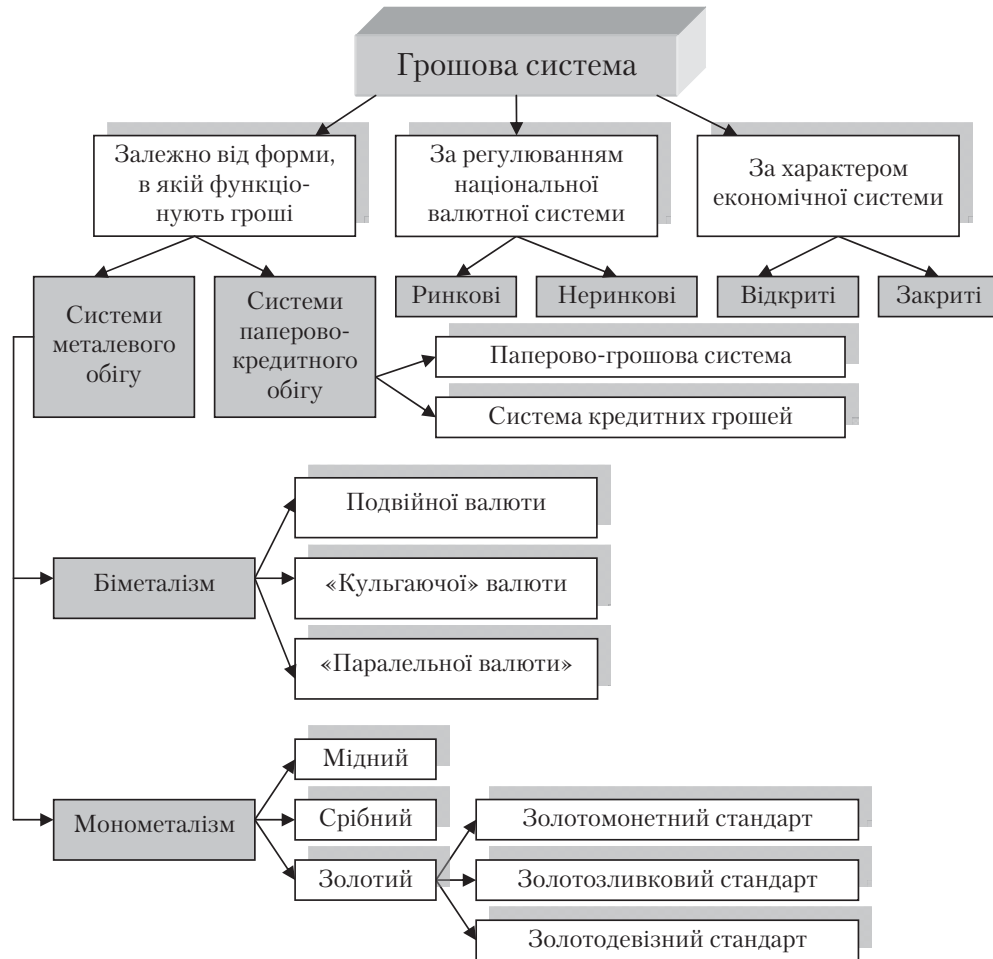 Грошова система
Залежно від форми,
в якій функціо-
нують гроші
За регулюванням
національної
валютної системи
За характером
економічної системи
Системи
металевого
обігу
Системи
паперово-
кредитного
обігу
Ринкові
Неринкові
Відкриті
Закриті
Паперово-грошова система
Система кредитних грошей
Біметалізм
Подвійної валюти
«Кульгаючої» валюти
«Паралельної валюти»
Монометалізм
Мідний
Срібний
Золотий
Золотомонетний стандарт
Золотозливковий стандарт
Золотодевізний стандарт